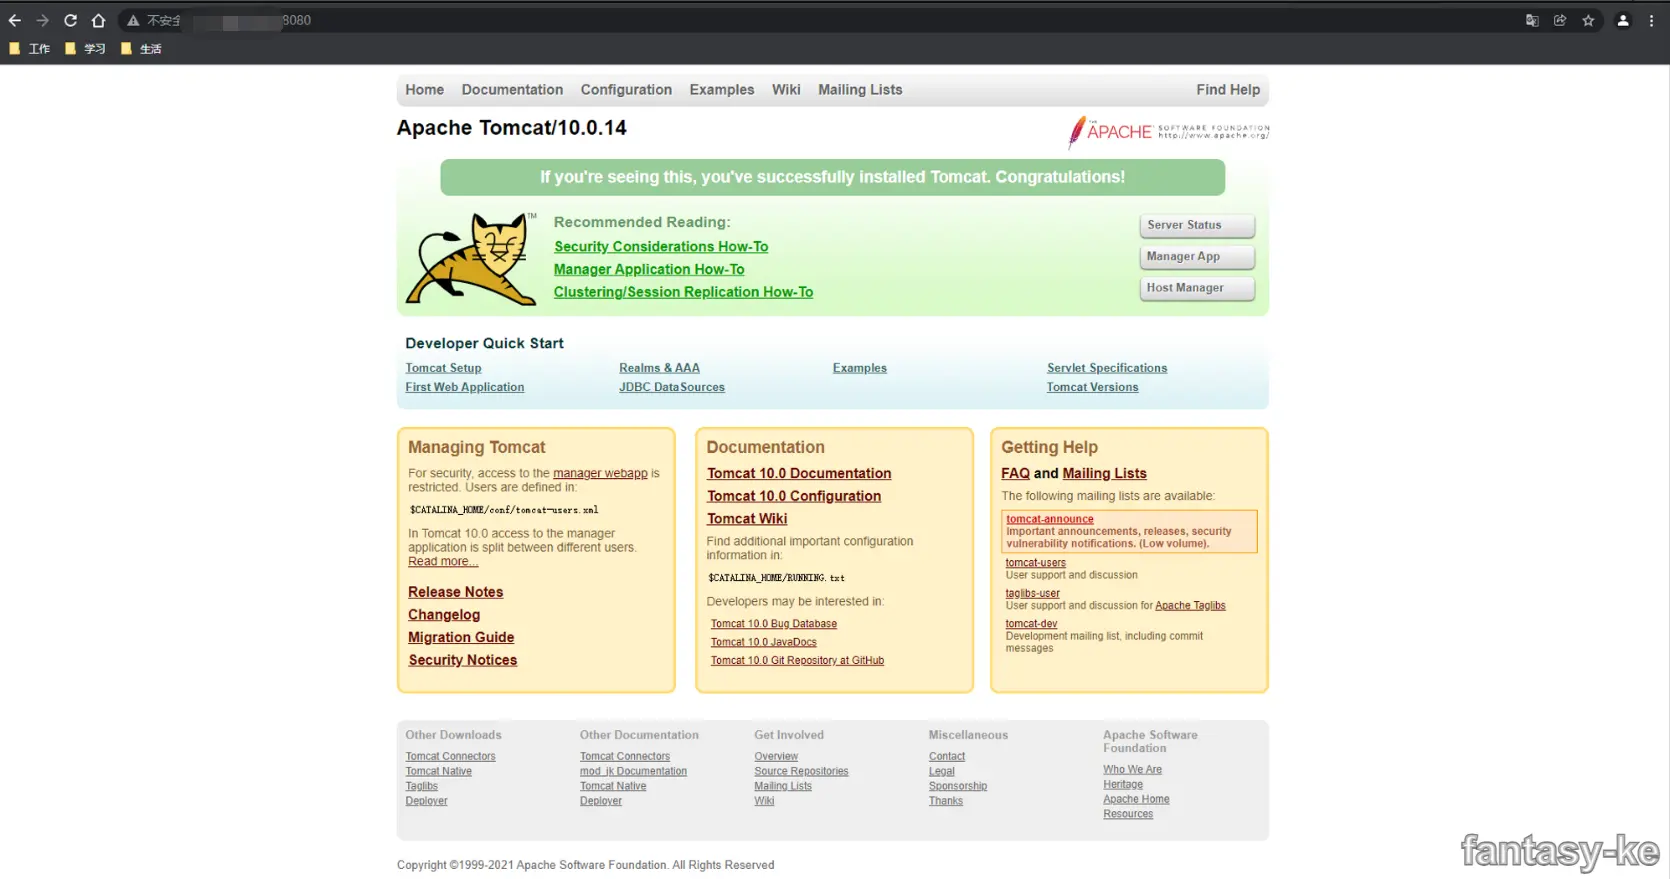 不安全 8080
工作 学习 生活
Home Documentation Configuration Examples Wiki Mailing Lists Find Help
Apache Tomcat/10.0.14
THE APACHE SOFTWARE FOUNDATION
http://www.apache.org/
If you're seeing this, you've successfully installed Tomcat. Congratulations!
TM
Recommended Reading:
Security Considerations How-To
Manager Application How-To
Clustering/Session Replication How-To
Server Status
Manager App
Host Manager
Developer Quick Start
Tomcat Setup
First Web Application
Realms & AAA
JDBC DataSources
Examples
Servlet Specifications
Tomcat Versions
Managing Tomcat
For security, access to the manager webapp is
restricted. Users are defined in:
$CATALINA_HOME/conf/tomcat-users.xml
In Tomcat 10.0 access to the manager
application is split between different users.
Read more...
Release Notes
Changelog
Migration Guide
Security Notices
Documentation
Tomcat 10.0 Documentation
Tomcat 10.0 Configuration
Tomcat Wiki
Find additional important configuration
information in:
$CATALINA_HOME/RUNNING.txt
Developers may be interested in:
Tomcat 10.0 Bug Database
Tomcat 10.0 JavaDocs
Tomcat 10.0 Git Repository at GitHub
Getting Help
FAQ and Mailing Lists
The following mailing lists are available:
tomcat-announce
Important announcements, releases, security
vulnerability notifications. (Low volume).
tomcat-users
User support and discussion
taglibs-user
User support and discussion for Apache Taglibs
tomcat-dev
Development mailing list, including commit
messages
Other Downloads
Tomcat Connectors
Tomcat Native
Taglibs
Deployer
Other Documentation
Tomcat Connectors
mod_jk Documentation
Tomcat Native
Deployer
Get Involved
Overview
Source Repositories
Mailing Lists
Wiki
Miscellaneous
Contact
Legal
Sponsorship
Thanks
Apache Software
Foundation
Who We Are
Heritage
Apache Home
Resources
Copyright ©1999-2021 Apache Software Foundation. All Rights Reserved
fantasy-ke